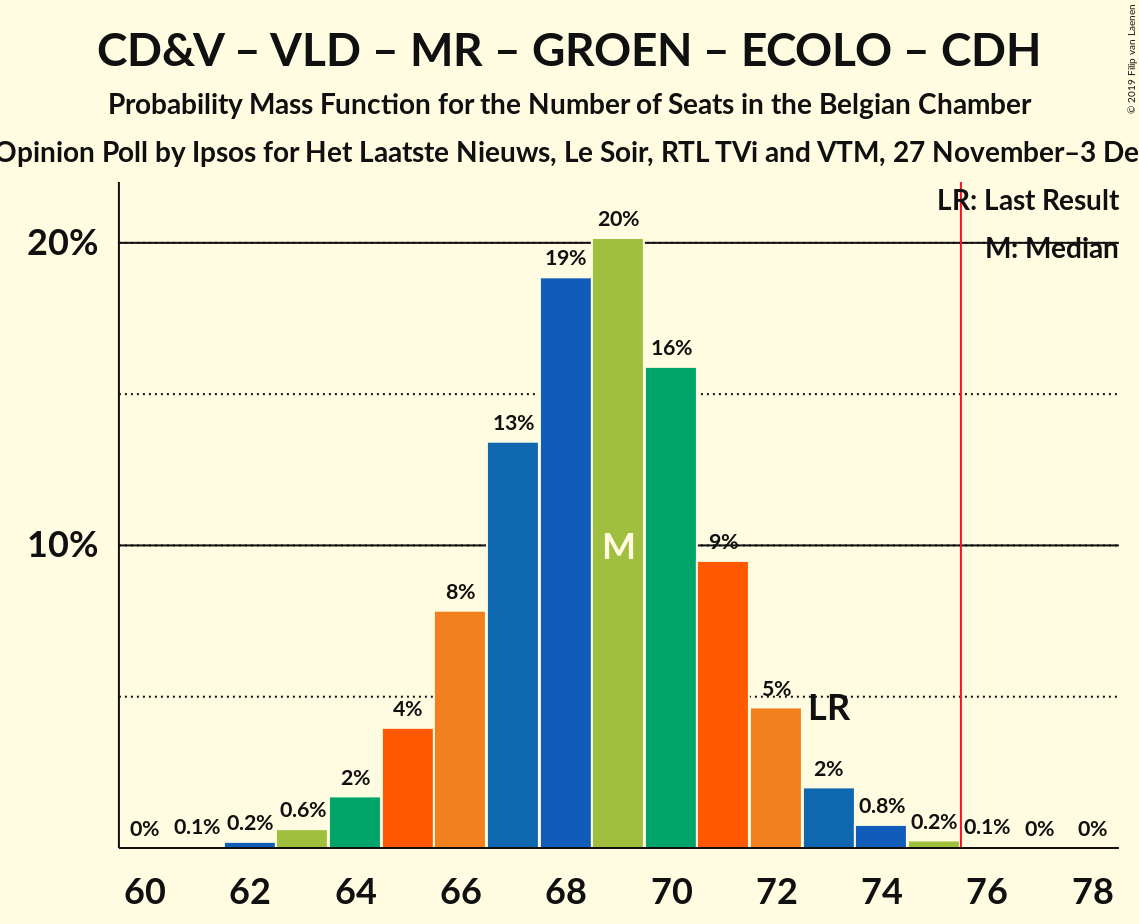 CD&V – VLD – MR – GROEN – ECOLO – CDH
Probability Mass Function for the Number of Seats in the Belgian Chamber
Opinion Poll by Ipsos for Het Laatste Nieuws, Le Soir, RTL TVi and VTM, 27 November–3 De
© 2019 Filip van Laenen
LR: Last Result
M: Median
20%
10%
0%
0.1%
0.2%
0.6%
2%
4%
8%
13%
19%
20%
16%
9%
5%
2%
0.8%
0.2%
0.1%
0%
0%
M
LR
60 62 64 66 68 70 72 74 76 78